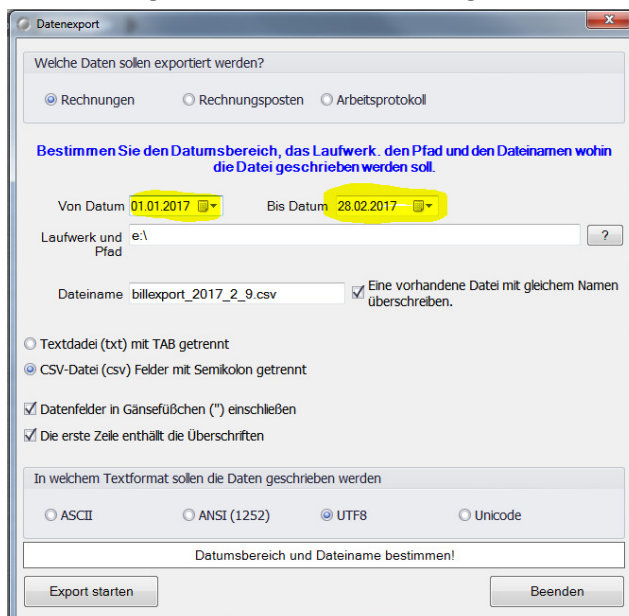 Datenexport
Welche Daten sollen exportiert werden?
Rechnungen Rechnungsposten Arbeitsprotokoll
Bestimmen Sie den Datumsbereich, das Laufwerk. den Pfad und den Dateinamen wohin
die Datei geschrieben werden soll.
Von Datum 01.01.2017 Bis Datum 28.02.2017
Laufwerk und e:\ ?
Pfad
Dateiname billexport_2017_2_9.csv Eine vorhandene Datei mit gleichem Namen
überschreiben.
Textdadei (txt) mit TAB getrennt
CSV-Datei (csv) Felder mit Semikolon getrennt
Datenfelder in Gänsefüßchen (") einschließen
Die erste Zeile enthällt die Überschriften
In welchem Textformat sollen die Daten geschrieben werden
ASCII ANSI (1252) UTF8 Unicode
Datumsbereich und Dateiname bestimmen!
Export starten Beenden